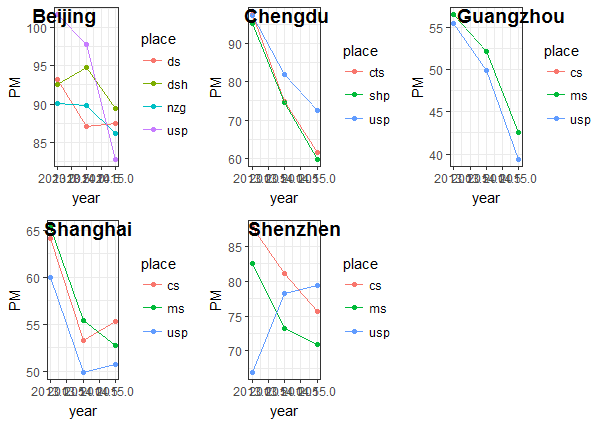 Beijing
100
95
90
85
PM
year
place
ds
dsh
nzg
usp
Chengdu
90
80
70
60
PM
year
place
cts
shp
usp
Guangzhou
55
50
45
40
PM
year
place
cs
ms
usp
Shanghai
65
60
55
50
PM
year
place
cs
ms
usp
Shenzhen
85
80
75
70
PM
year
place
cs
ms
usp